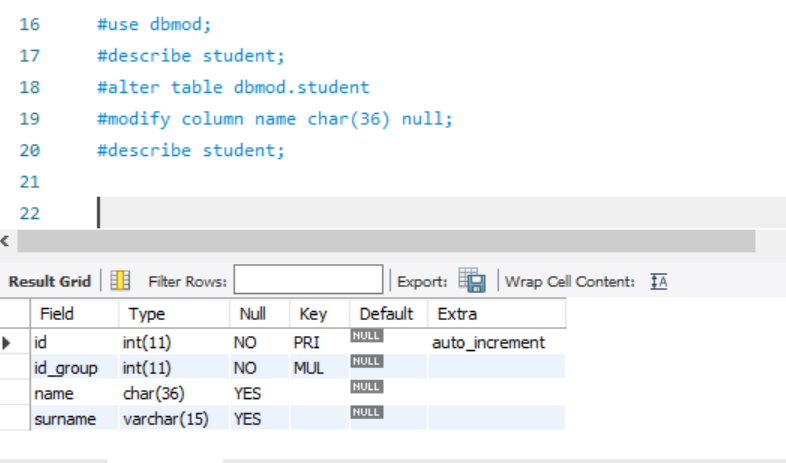 16 #use dbmod;
17 #describe student;
18 #alter table dbmod.student
19 #modify column name char(36) null;
20 #describe student;
21
22
Result Grid Filter Rows: Export: Wrap Cell Content: IA
Field Type Null Key Default Extra
id int(11) NO PRI NULL auto_increment
id_group int(11) NO MUL NULL
name char(36) YES NULL
surname varchar(15) YES NULL